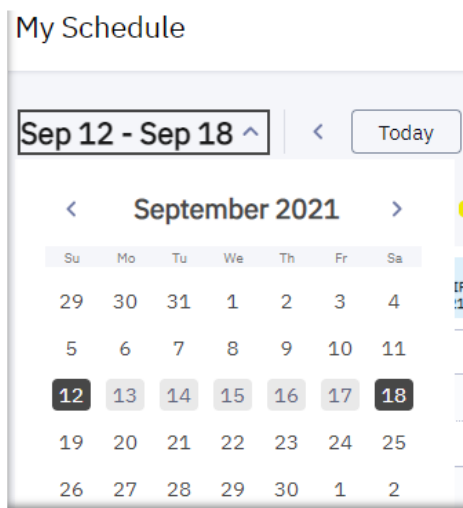 My Schedule
Sep 12 - Sep 18
Today
September 2021
Su Mo Tu We Th Fr Sa
29 30 31 1 2 3 4
5 6 7 8 9 10 11
12 13 14 15 16 17 18
19 20 21 22 23 24 25
26 27 28 29 30 1 2